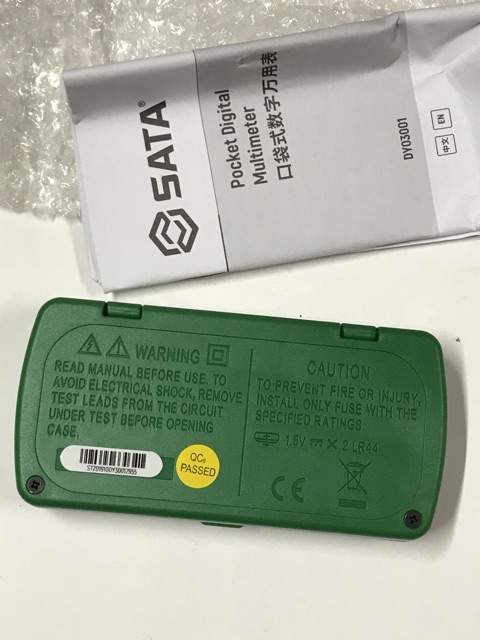 SATA®
Pocket Digital
Multimeter
口袋式数字万用表
DY03001
中文
EN
WARNING
READ MANUAL BEFORE USE. TO
AVOID ELECTRICAL SHOCK, REMOVE
TEST LEADS FROM THE CIRCUIT
UNDER TEST BEFORE OPENING
CASE.
CAUTION
TO PREVENT FIRE OR INJURY,
INSTALL ONLY FUSE WITH THE
SPECIFIED RATINGS.
1.5V ⎓ × 2 LR44
CE
QC6
PASSED